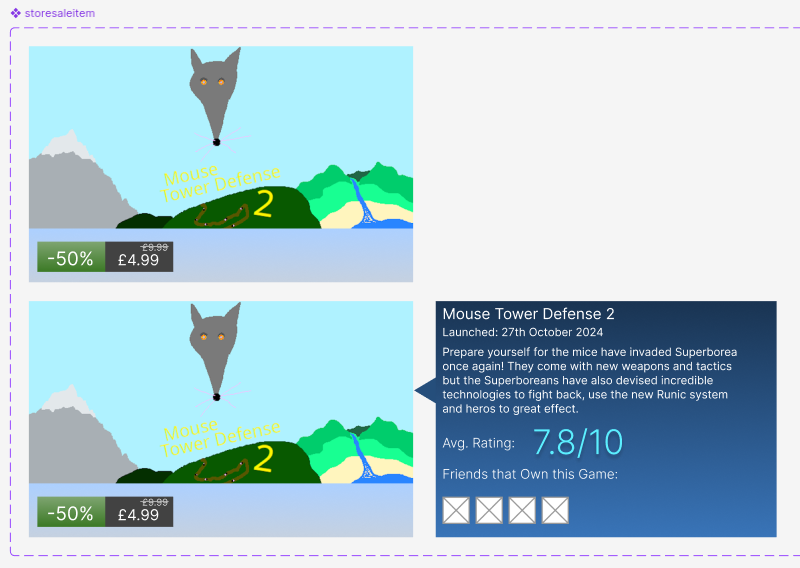 storesaleitem
Mouse
Tower Defense
2
-50%
£9.99
£4.99
Mouse
Tower Defense
2
-50%
£9.99
£4.99
Mouse Tower Defense 2
Launched: 27th October 2024
Prepare yourself for the mice have invaded Superborea
once again! They come with new weapons and tactics
but the Superboreans have also devised incredible
technologies to fight back, use the new Runic system
and heros to great effect.
Avg. Rating: 7.8/10
Friends that Own this Game: